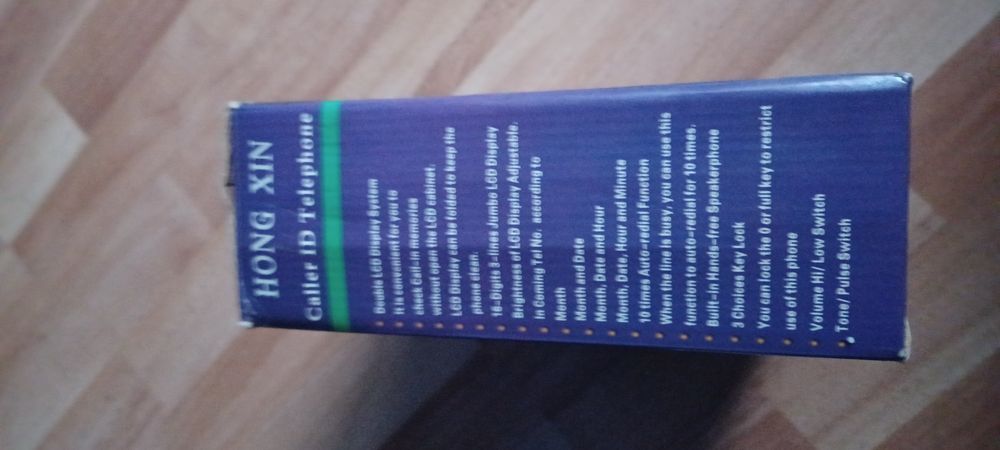 HONG XIN
Caller ID Telephone
Double LCD Display System
It is convenient for you to
check Call-in memories
without open the LCD cabinet.
LCD Display can be folded to keep the
phone clean.
16-Digits 3-lines Jumbo LCD Display
Brightness of LCD Display Adjustable.
in Coming Tel No. according to
Month
Month and Date
Month, Date and Hour
Month, Date, Hour and Minute
10 times Auto-redial Function
When the line is busy, you can use this
function to auto-redial for 10 times.
Built-in Hands-free Speakerphone
3 Choices Key Lock
You can lock the 0 or full key to restrict
use of this phone
Volume Hi/ Low Switch
Tone/ Pulse Switch